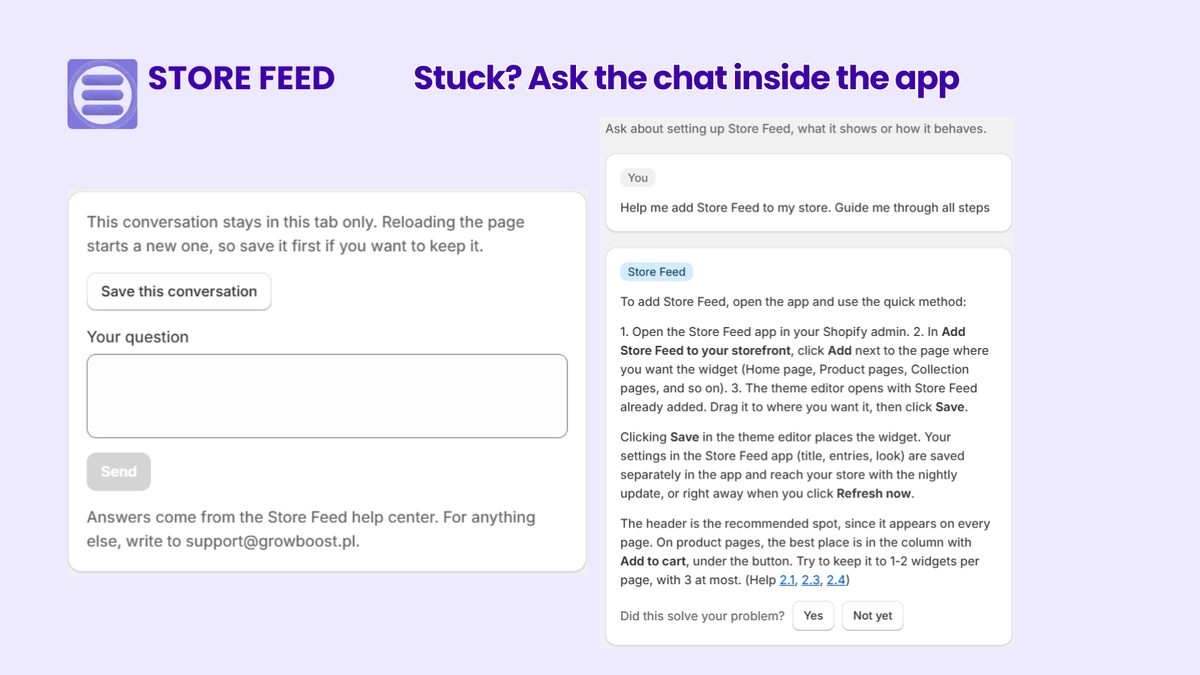 STORE FEED
Stuck? Ask the chat inside the app
This conversation stays in this tab only. Reloading the page
starts a new one, so save it first if you want to keep it.
Save this conversation
Your question
Send
Answers come from the Store Feed help center. For anything
else, write to support@growboost.pl.
Ask about setting up Store Feed, what it shows or how it behaves.
You
Help me add Store Feed to my store. Guide me through all steps
Store Feed
To add Store Feed, open the app and use the quick method:
1. Open the Store Feed app in your Shopify admin. 2. In Add
Store Feed to your storefront, click Add next to the page where
you want the widget (Home page, Product pages, Collection
pages, and so on). 3. The theme editor opens with Store Feed
already added. Drag it to where you want it, then click Save.
Clicking Save in the theme editor places the widget. Your
settings in the Store Feed app (title, entries, look) are saved
separately in the app and reach your store with the nightly
update, or right away when you click Refresh now.
The header is the recommended spot, since it appears on every
page. On product pages, the best place is in the column with
Add to cart, under the button. Try to keep it to 1-2 widgets per
page, with 3 at most. (Help 2.1, 2.3, 2.4)
Did this solve your problem?
Yes
Not yet